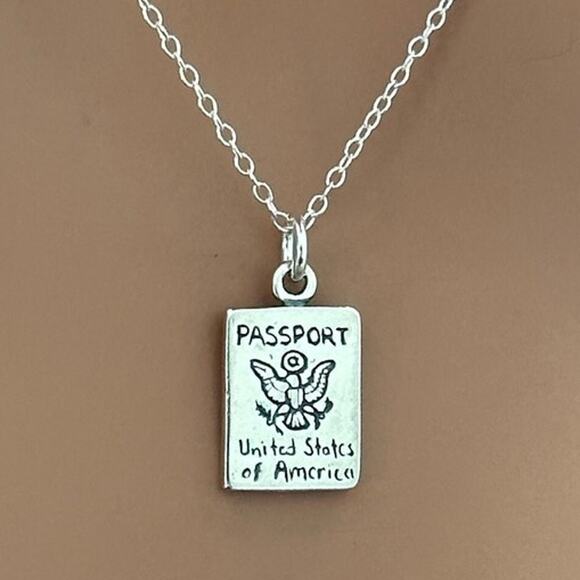 PASSPORT
United States
of America